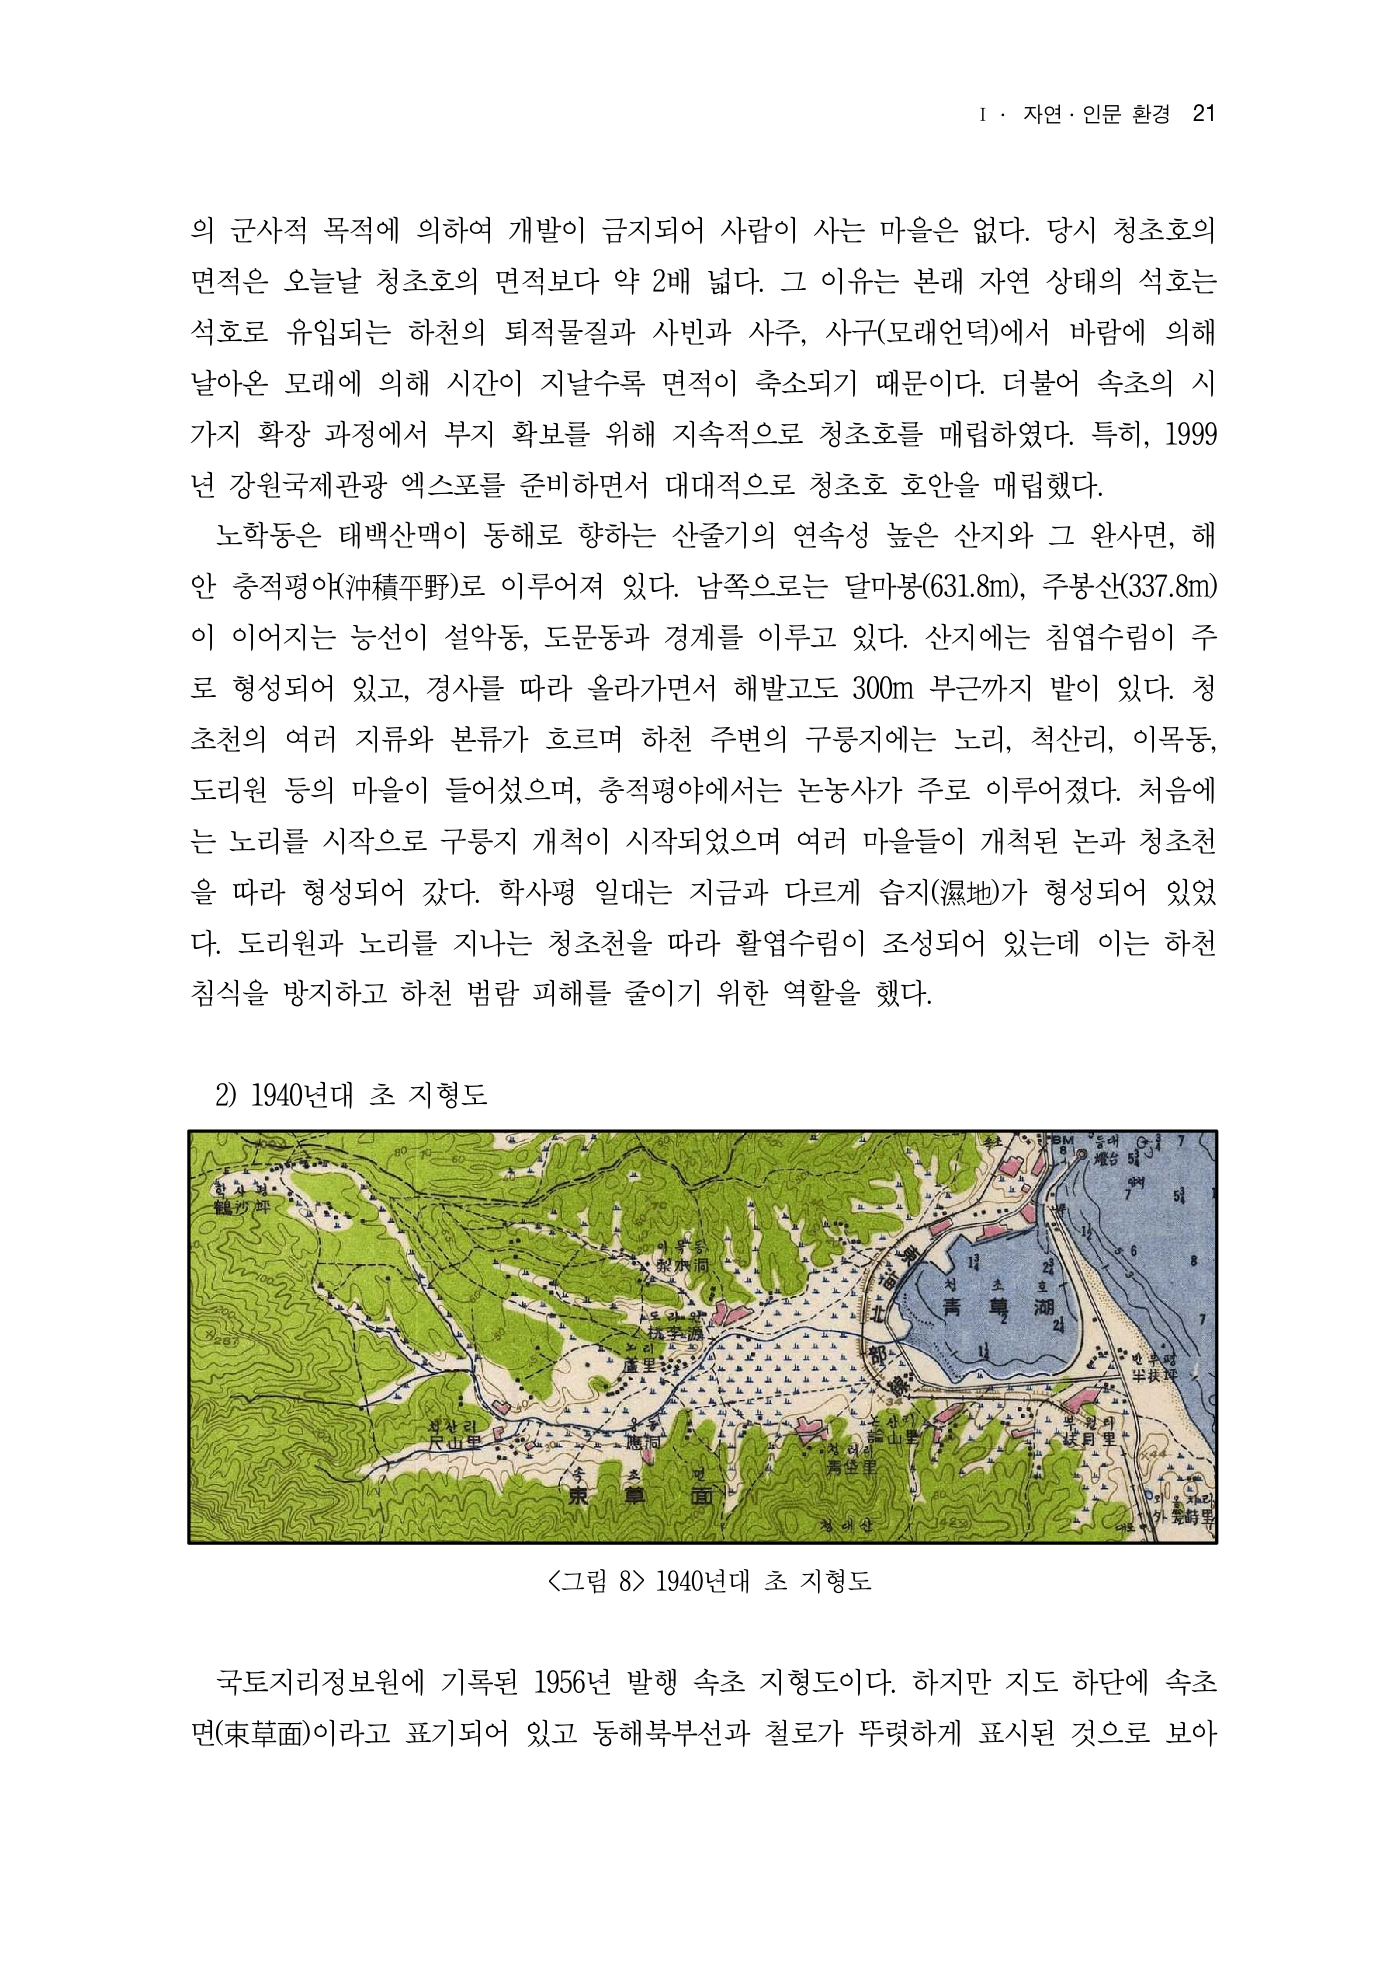 I · 자연·인문 환경 21
의 군사적 목적에 의하여 개발이 금지되어 사람이 사는 마을은 없다. 당시 청초호의
면적은 오늘날 청초호의 면적보다 약 2배 넓다. 그 이유는 본래 자연 상태의 석호는
석호로 유입되는 하천의 퇴적물질과 사빈과 사주, 사구(모래언덕)에서 바람에 의해
날아온 모래에 의해 시간이 지날수록 면적이 축소되기 때문이다. 더불어 속초의 시
가지 확장 과정에서 부지 확보를 위해 지속적으로 청초호를 매립하였다. 특히, 1999
년 강원국제관광 엑스포를 준비하면서 대대적으로 청초호 호안을 매립했다.
노학동은 태백산맥이 동해로 향하는 산줄기의 연속성 높은 산지와 그 완사면, 해
안 충적평야(沖積平野)로 이루어져 있다. 남쪽으로는 달마봉(631.8m), 주봉산(337.8m)
이 이어지는 능선이 설악동, 도문동과 경계를 이루고 있다. 산지에는 침엽수림이 주
로 형성되어 있고, 경사를 따라 올라가면서 해발고도 300m 부근까지 밭이 있다. 청
초천의 여러 지류와 본류가 흐르며 하천 주변의 구릉지에는 노리, 척산리, 이목동,
도리원 등의 마을이 들어섰으며, 충적평야에서는 논농사가 주로 이루어졌다. 처음에
는 노리를 시작으로 구릉지 개척이 시작되었으며 여러 마을들이 개척된 논과 청초천
을 따라 형성되어 갔다. 학사평 일대는 지금과 다르게 습지(濕地)가 형성되어 있었
다. 도리원과 노리를 지나는 청초천을 따라 활엽수림이 조성되어 있는데 이는 하천
침식을 방지하고 하천 범람 피해를 줄이기 위한 역할을 했다.
2) 1940년대 초 지형도
속초 BM 등대
燈台
학사평
鶴沙坪
이목동
梨木洞
청초호
靑草湖
도리원
桃李源
노리
蘆里
반부평
半扶坪
척산리
尺山里
응동
應洞
논산리
論山里
부월리
扶月里
청대리
靑垈里
속초면
束草面
청대산
외옹치리
<그림 8> 1940년대 초 지형도
국토지리정보원에 기록된 1956년 발행 속초 지형도이다. 하지만 지도 하단에 속초
면(束草面)이라고 표기되어 있고 동해북부선과 철로가 뚜렷하게 표시된 것으로 보아